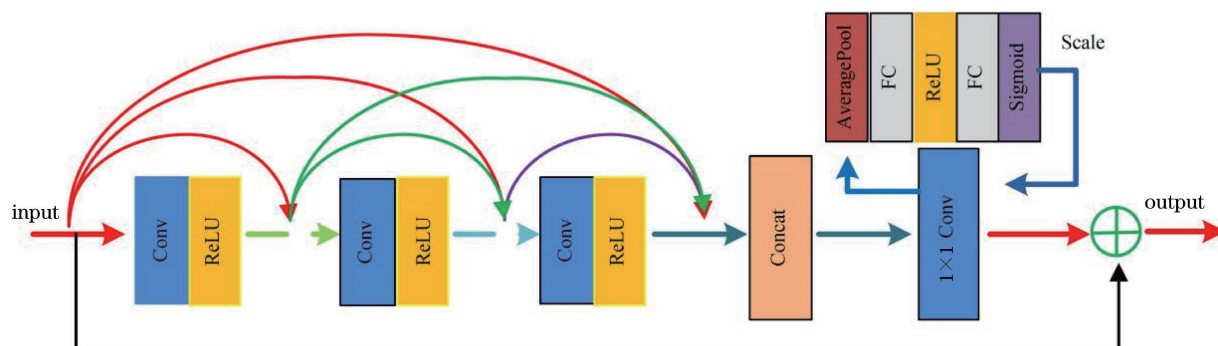 input
Conv
ReLU
Conv
ReLU
Conv
ReLU
Concat
1×1 Conv
AveragePool
FC
ReLU
FC
Sigmoid
Scale
output